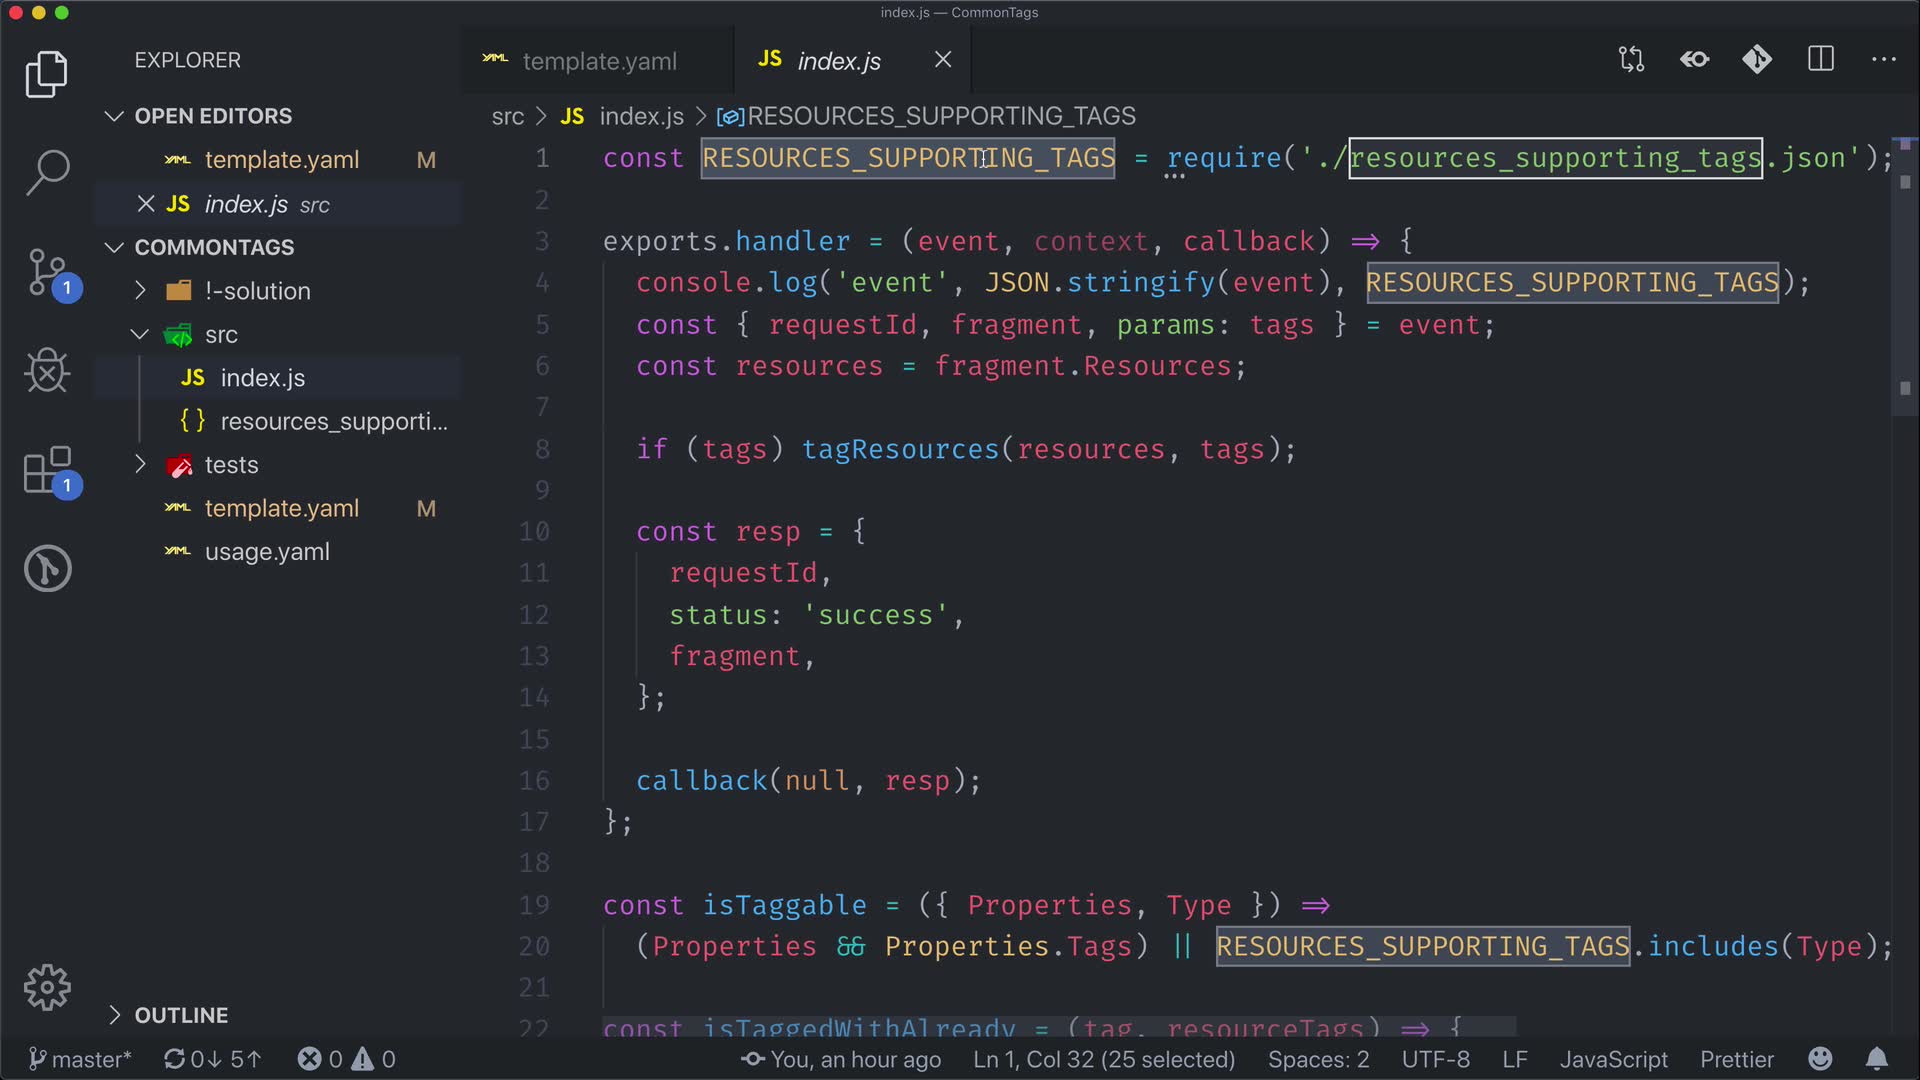 index.js — CommonTags
EXPLORER
OPEN EDITORS
template.yaml M
JS index.js src
COMMONTAGS
!-solution
src
JS index.js
{ } resources_supporti...
tests
template.yaml M
usage.yaml
OUTLINE
1
1
template.yaml
JS index.js
src > JS index.js > RESOURCES_SUPPORTING_TAGS
1 const RESOURCES_SUPPORTING_TAGS = require('./resources_supporting_tags.json');
2
3 exports.handler = (event, context, callback) => {
4 console.log('event', JSON.stringify(event), RESOURCES_SUPPORTING_TAGS);
5 const { requestId, fragment, params: tags } = event;
6 const resources = fragment.Resources;
7
8 if (tags) tagResources(resources, tags);
9
10 const resp = {
11 requestId,
12 status: 'success',
13 fragment,
14 };
15
16 callback(null, resp);
17 };
18
19 const isTaggable = ({ Properties, Type }) =>
20 (Properties && Properties.Tags) || RESOURCES_SUPPORTING_TAGS.includes(Type);
21
22 const isTaggedWithAlready = (tag, resourceTags) => {
master* 0↓ 5↑ 0 0 You, an hour ago Ln 1, Col 32 (25 selected) Spaces: 2 UTF-8 LF JavaScript Prettier